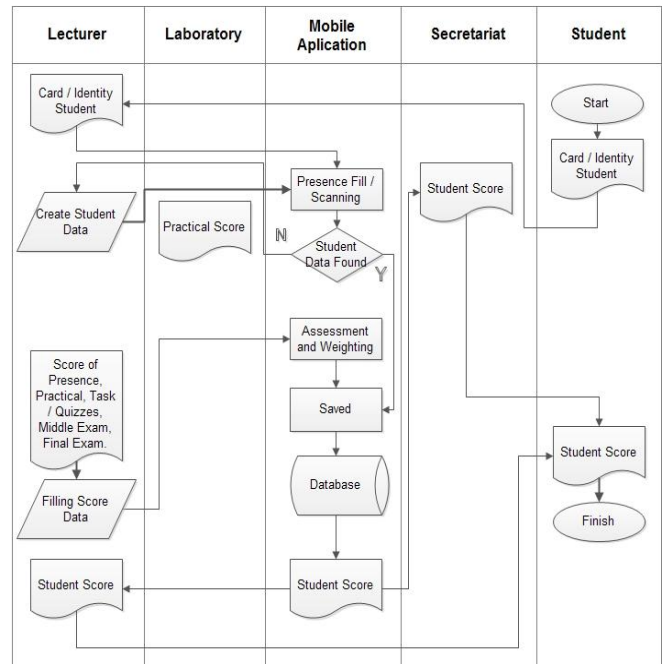 Lecturer
Laboratory
Mobile
Aplication
Secretariat
Student
Card / Identity
Student
Start
Card / Identity
Student
Presence Fill /
Scanning
Student Score
Create Student
Data
Practical Score
N
Student
Data Found
Y
Assessment
and Weighting
Score of
Presence,
Practical, Task
/ Quizzes,
Middle Exam,
Final Exam.
Saved
Student Score
Database
Filling Score
Data
Finish
Student Score
Student Score